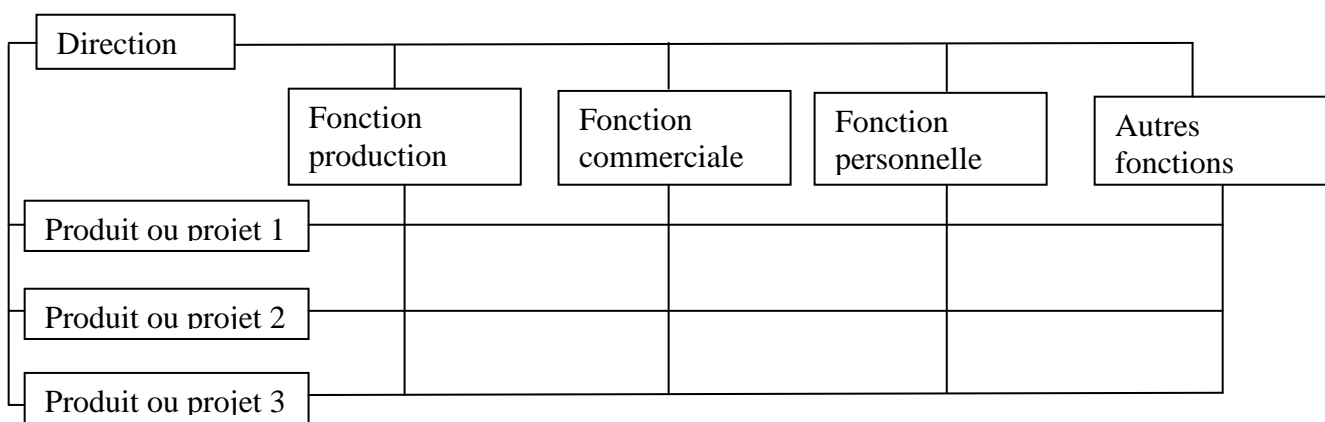 Direction
Fonction
production
Fonction
commerciale
Fonction
personnelle
Autres
fonctions
Produit ou projet 1
Produit ou projet 2
Produit ou projet 3